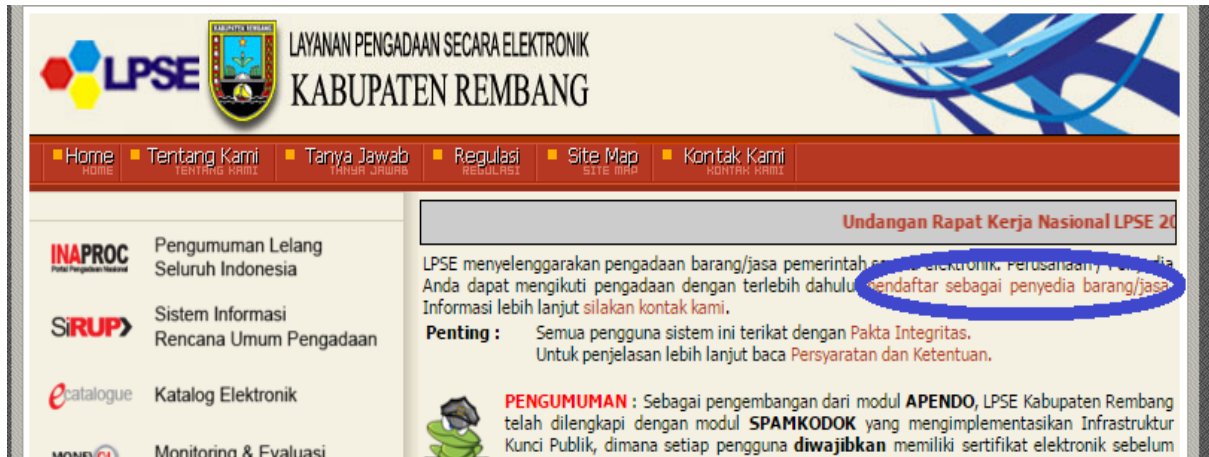 LPSE
LAYANAN PENGADAAN SECARA ELEKTRONIK
KABUPATEN REMBANG
Home
HOME
Tentang Kami
TENTANG KAMI
Tanya Jawab
TANYA JAWAB
Regulasi
REGULASI
Site Map
SITE MAP
Kontak Kami
KONTAK KAMI
INAPROC
Portal Pengadaan Nasional
Pengumuman Lelang
Seluruh Indonesia
SiRUP
Sistem Informasi
Rencana Umum Pengadaan
ecatalogue
Katalog Elektronik
Monitoring & Evaluasi
Undangan Rapat Kerja Nasional LPSE 20
LPSE menyelenggarakan pengadaan barang/jasa pemerintah elektronik. Perusahaan /
Anda dapat mengikuti pengadaan dengan terlebih dahulu mendaftar sebagai penyedia barang/jasa.
Informasi lebih lanjut silakan kontak kami.
Penting : Semua pengguna sistem ini terikat dengan Pakta Integritas.
Untuk penjelasan lebih lanjut baca Persyaratan dan Ketentuan.
PENGUMUMAN : Sebagai pengembangan dari modul APENDO, LPSE Kabupaten Rembang
telah dilengkapi dengan modul SPAMKODOK yang mengimplementasikan Infrastruktur
Kunci Publik, dimana setiap pengguna diwajibkan memiliki sertifikat elektronik sebelum